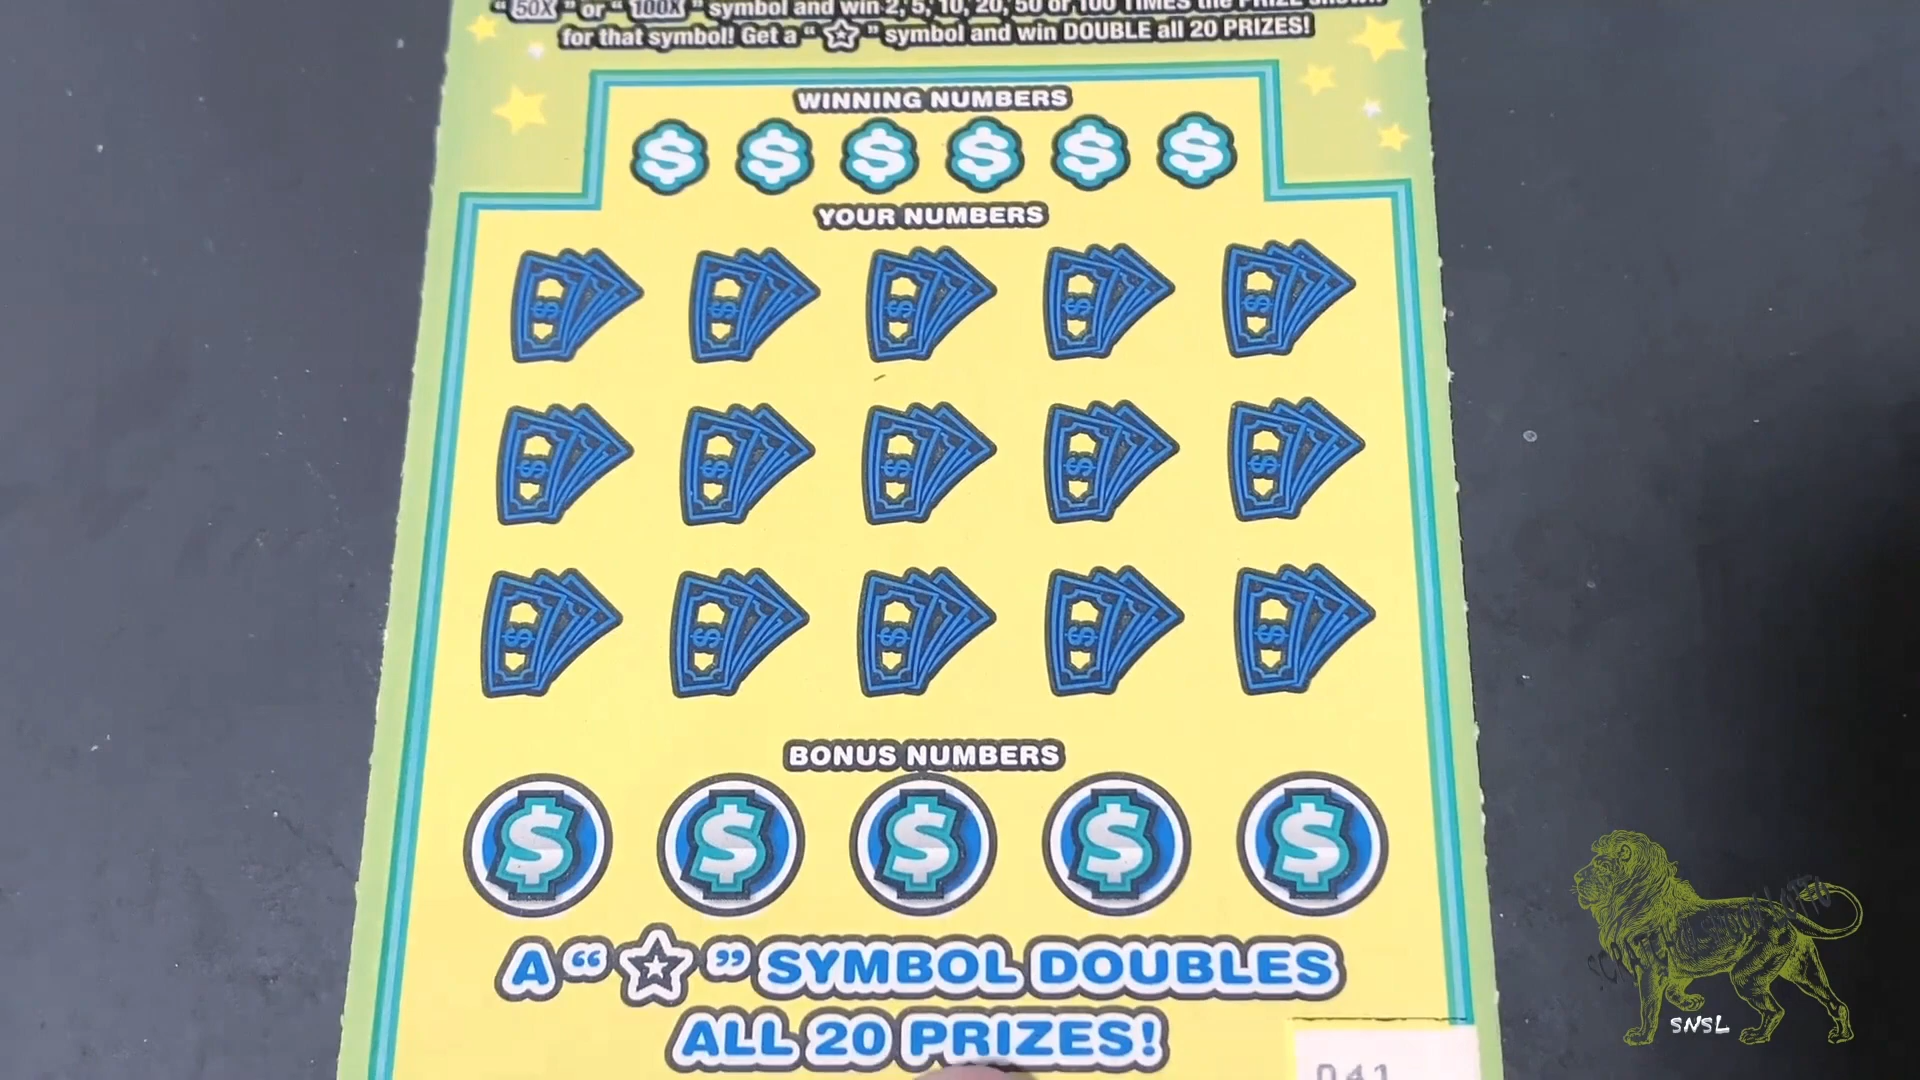 "50X" or "100X" symbol and win 2, 5, 10, 20, 50 or 100 TIMES the PRIZE shown
for that symbol! Get a "☆" symbol and win DOUBLE all 20 PRIZES!
WINNING NUMBERS
$ $ $ $ $ $
YOUR NUMBERS
BONUS NUMBERS
$ $ $ $ $
A "☆" SYMBOL DOUBLES
ALL 20 PRIZES!
041
SNSL